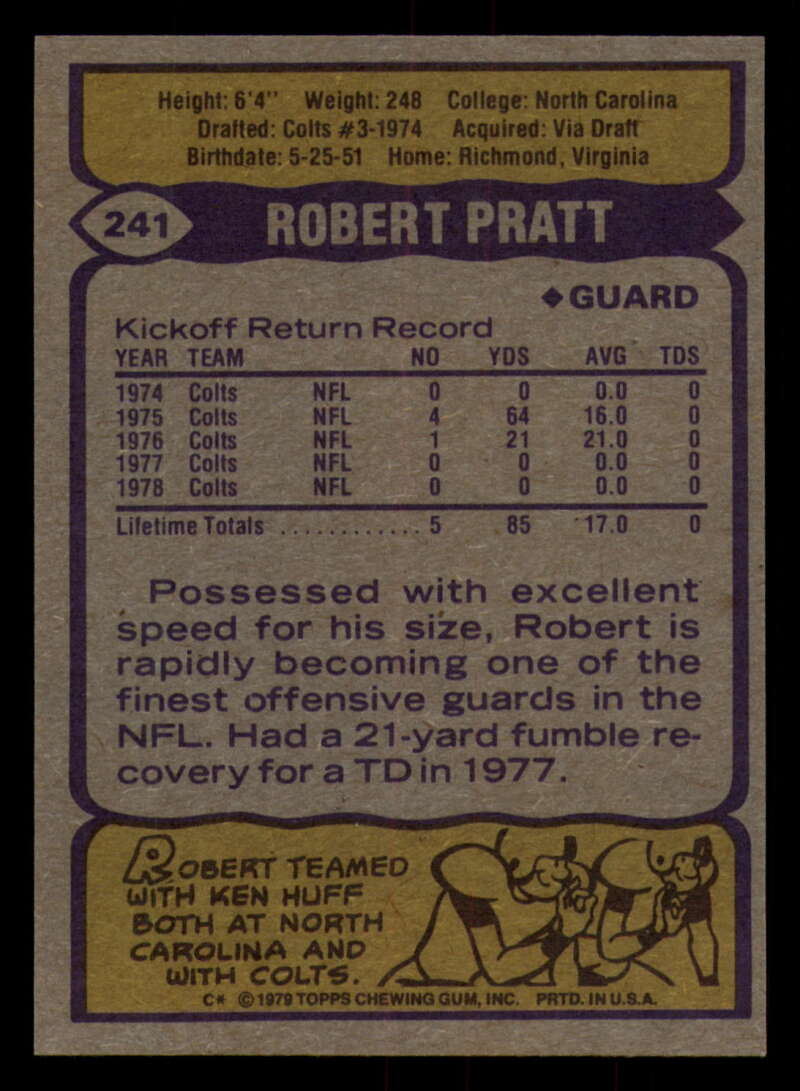 Height: 6'4" Weight: 248 College: North Carolina
Drafted: Colts #3-1974 Acquired: Via Draft
Birthdate: 5-25-51 Home: Richmond, Virginia
241 ROBERT PRATT
◆GUARD
Kickoff Return Record
YEAR TEAM NO YDS AVG TDS
1974 Colts NFL 0 0 0.0 0
1975 Colts NFL 4 64 16.0 0
1976 Colts NFL 1 21 21.0 0
1977 Colts NFL 0 0 0.0 0
1978 Colts NFL 0 0 0.0 0
Lifetime Totals ............ 5 85 17.0 0
Possessed with excellent
speed for his size, Robert is
rapidly becoming one of the
finest offensive guards in the
NFL. Had a 21-yard fumble re-
covery for a TD in 1977.
ROBERT TEAMED
WITH KEN HUFF
BOTH AT NORTH
CAROLINA AND
WITH COLTS.
C* ©1979 TOPPS CHEWING GUM, INC. PRTD. IN U.S.A.